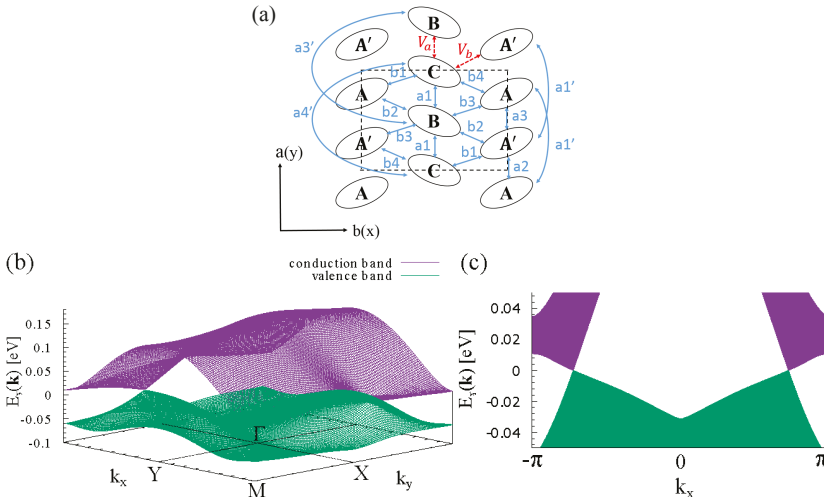 (a)
B
a3′
A′
V_a
V_b
A′
b1
C
b4
A
a1
A
a1′
b2
b3
a4′
B
a3
b3
b2
A′
a1
A′
a1′
b4
b1
C
a2
A
A
a(y)
b(x)
(b)
conduction band
valence band
(c)
0.15
0.1
0.05
0
-0.05
-0.1
E_γ(k) [eV]
Γ
Y
X
M
k_x
k_y
0.04
0.02
0
-0.02
-0.04
E_γ(k) [eV]
-π
0
π
k_x